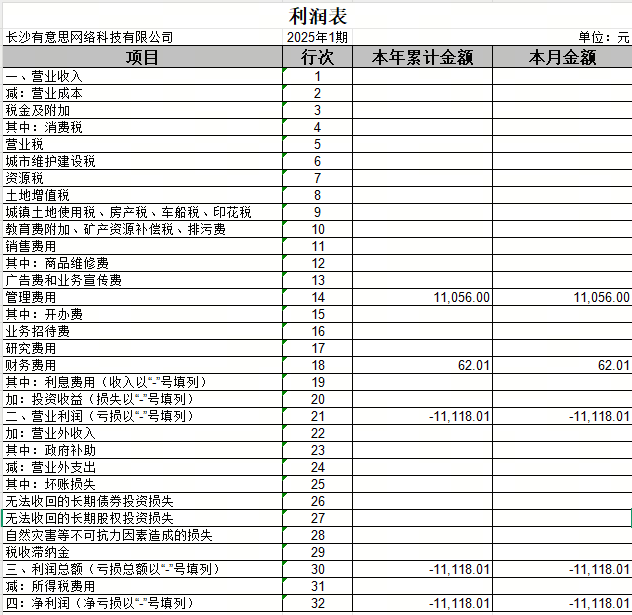 利润表
长沙有意思网络科技有限公司 2025年1期 单位：元
项目 行次 本年累计金额 本月金额
一、营业收入 1
减：营业成本 2
税金及附加 3
其中：消费税 4
营业税 5
城市维护建设税 6
资源税 7
土地增值税 8
城镇土地使用税、房产税、车船税、印花税 9
教育费附加、矿产资源补偿税、排污费 10
销售费用 11
其中：商品维修费 12
广告费和业务宣传费 13
管理费用 14 11,056.00 11,056.00
其中：开办费 15
业务招待费 16
研究费用 17
财务费用 18 62.01 62.01
其中：利息费用（收入以“-”号填列） 19
加：投资收益（损失以“-”号填列） 20
二、营业利润（亏损以“-”号填列） 21 -11,118.01 -11,118.01
加：营业外收入 22
其中：政府补助 23
减：营业外支出 24
其中：坏账损失 25
无法收回的长期债券投资损失 26
无法收回的长期股权投资损失 27
自然灾害等不可抗力因素造成的损失 28
税收滞纳金 29
三、利润总额（亏损总额以“-”号填列） 30 -11,118.01 -11,118.01
减：所得税费用 31
四：净利润（净亏损以“-”号填列） 32 -11,118.01 -11,118.01